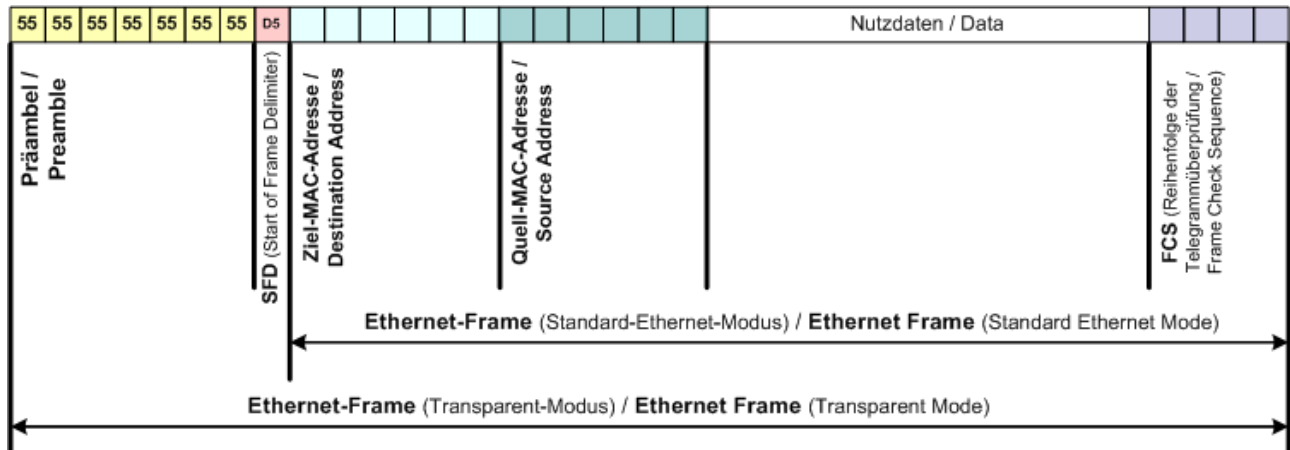 55 55 55 55 55 55 55 D5 Nutzdaten / Data
Präambel /
Preamble
SFD (Start of Frame Delimiter)
Ziel-MAC-Adresse /
Destination Address
Quell-MAC-Adresse /
Source Address
FCS (Reihenfolge der
Telegrammüberprüfung /
Frame Check Sequence)
Ethernet-Frame (Standard-Ethernet-Modus) / Ethernet Frame (Standard Ethernet Mode)
Ethernet-Frame (Transparent-Modus) / Ethernet Frame (Transparent Mode)